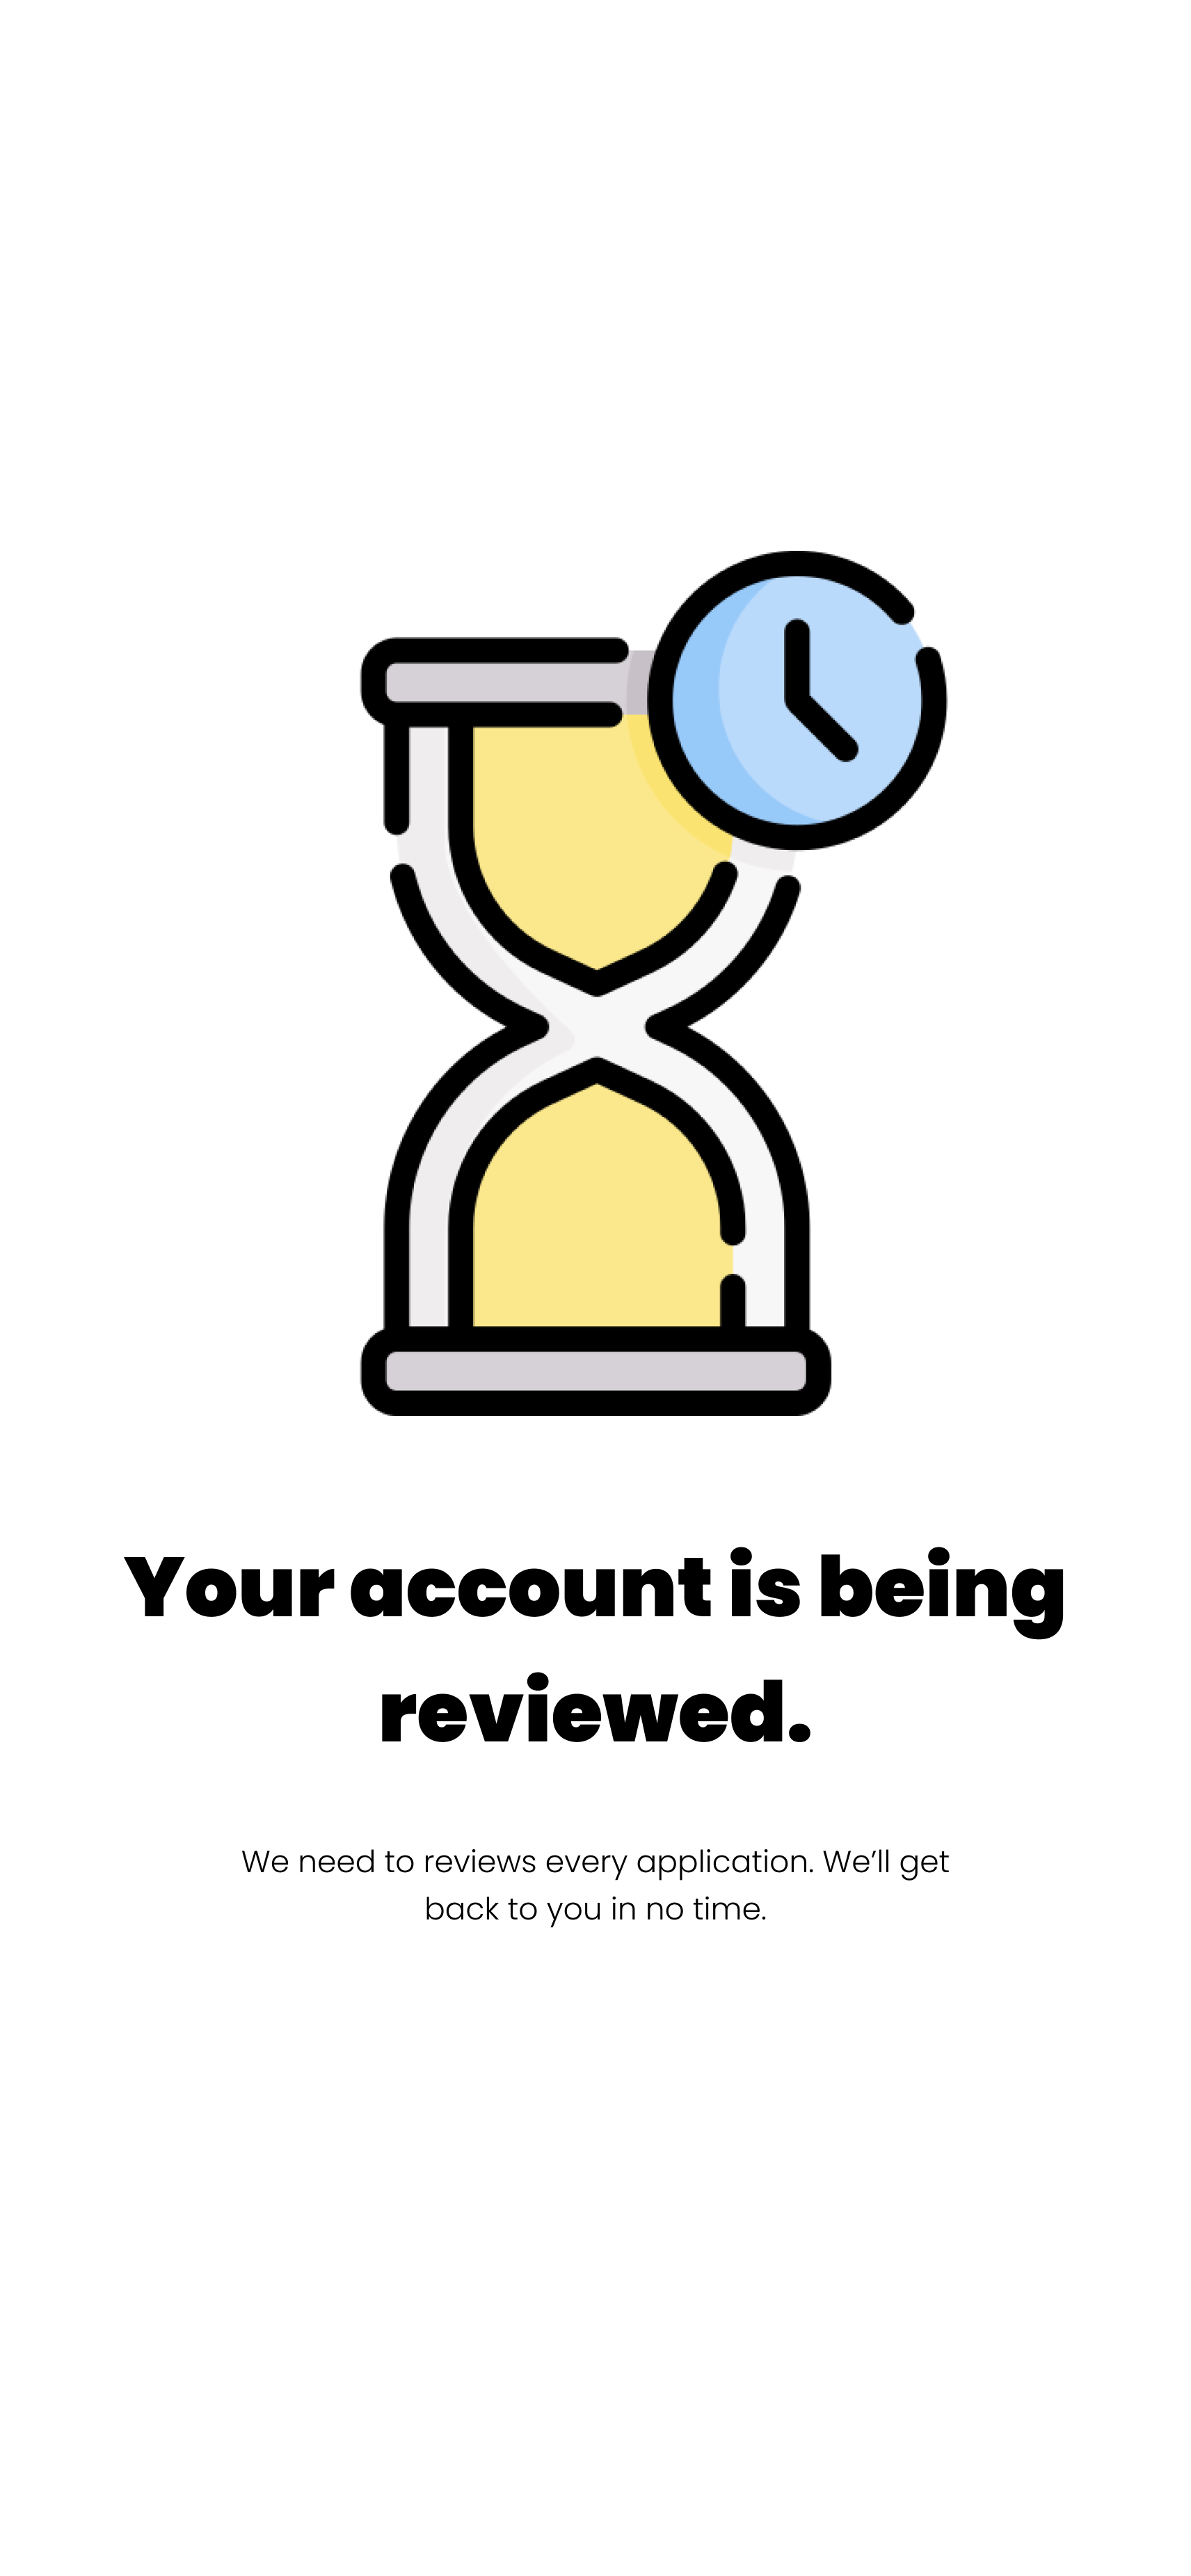 Your account is being
reviewed.
We need to reviews every application. We’ll get
back to you in no time.